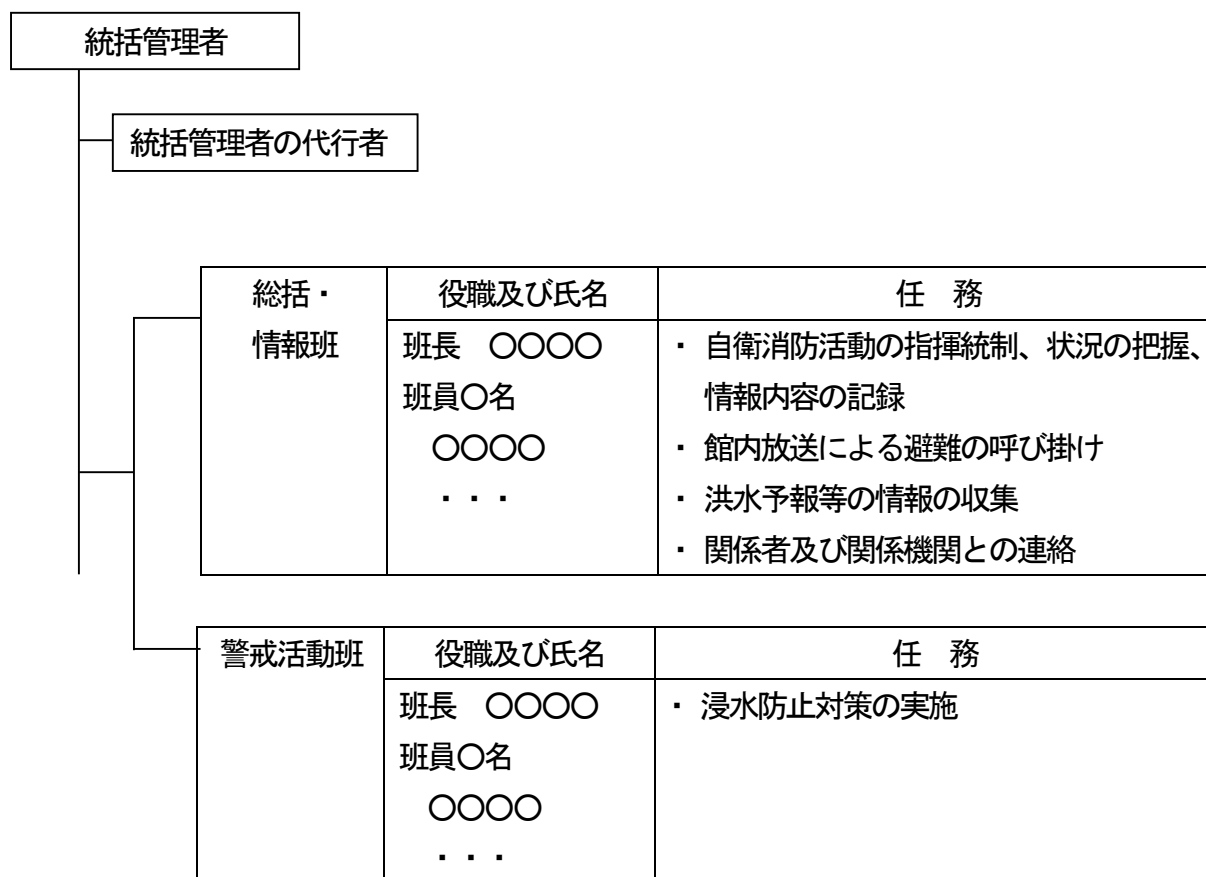 統括管理者
統括管理者の代行者
総括・
情報班
役職及び氏名
任　務
班長　〇〇〇〇
班員〇名
〇〇〇〇
・・・
・ 自衛消防活動の指揮統制、状況の把握、
情報内容の記録
・ 館内放送による避難の呼び掛け
・ 洪水予報等の情報の収集
・ 関係者及び関係機関との連絡
警戒活動班
役職及び氏名
任　務
班長　〇〇〇〇
班員〇名
〇〇〇〇
・・・
・ 浸水防止対策の実施